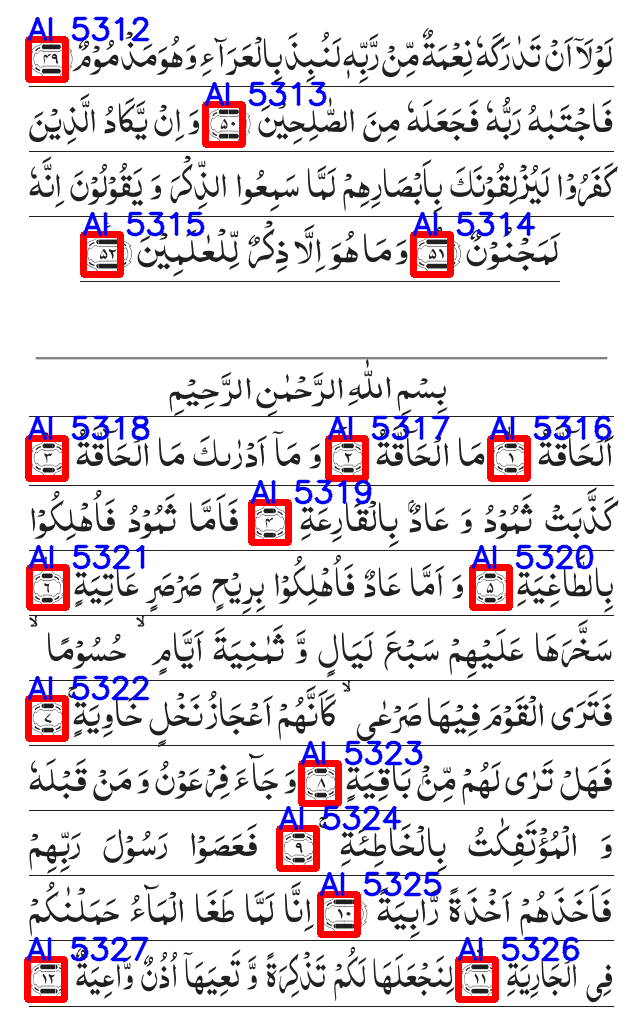 AI 5312
لَوْلَاۤ اَنْ تَدٰرَكَهٗ نِعْمَةٌ مِّنْ رَّبِّهٖ لَنُبِذَ بِالْعَرَآءِ وَهُوَ مَذْمُوْمٌ ۴۹
AI 5313
فَاجْتَبٰىهُ رَبُّهٗ فَجَعَلَهٗ مِنَ الصّٰلِحِيْنَ ۵۰ وَ اِنْ يَّكَادُ الَّذِيْنَ
كَفَرُوْا لَيُزْلِقُوْنَكَ بِاَبْصَارِهِمْ لَمَّا سَمِعُوا الذِّكْرَ وَ يَقُوْلُوْنَ اِنَّهٗ
AI 5314 AI 5315
لَمَجْنُوْنٌ ۵۱ وَ مَا هُوَ اِلَّا ذِكْرٌ لِّلْعٰلَمِيْنَ ۵۲
بِسْمِ اللّٰهِ الرَّحْمٰنِ الرَّحِيْمِ
AI 5316 AI 5317 AI 5318
اَلْحَآقَّةُ ۱ مَا الْحَآقَّةُ ۲ وَ مَاۤ اَدْرٰىكَ مَا الْحَآقَّةُ ۳
AI 5319
كَذَّبَتْ ثَمُوْدُ وَ عَادٌۢ بِالْقَارِعَةِ ۴ فَاَمَّا ثَمُوْدُ فَاُهْلِكُوْا
AI 5320 AI 5321
بِالطَّاغِيَةِ ۵ وَ اَمَّا عَادٌ فَاُهْلِكُوْا بِرِيْحٍ صَرْصَرٍ عَاتِيَةٍ ۶
سَخَّرَهَا عَلَيْهِمْ سَبْعَ لَيَالٍ وَّ ثَمٰنِيَةَ اَيَّامٍ ۙ حُسُوْمًا ۙ
AI 5322
فَتَرَى الْقَوْمَ فِيْهَا صَرْعٰى ۙ كَاَنَّهُمْ اَعْجَازُ نَخْلٍ خَاوِيَةٍ ۷
AI 5323
فَهَلْ تَرٰى لَهُمْ مِّنْۢ بَاقِيَةٍ ۸ وَ جَآءَ فِرْعَوْنُ وَ مَنْ قَبْلَهٗ
AI 5324
وَ الْمُؤْتَفِكٰتُ بِالْخَاطِئَةِ ۹ فَعَصَوْا رَسُوْلَ رَبِّهِمْ
AI 5325
فَاَخَذَهُمْ اَخْذَةً رَّابِيَةً ۱۰ اِنَّا لَمَّا طَغَا الْمَآءُ حَمَلْنٰكُمْ
AI 5326 AI 5327
فِى الْجَارِيَةِ ۱۱ لِنَجْعَلَهَا لَكُمْ تَذْكِرَةً وَّ تَعِيَهَاۤ اُذُنٌ وَّاعِيَةٌ ۱۲